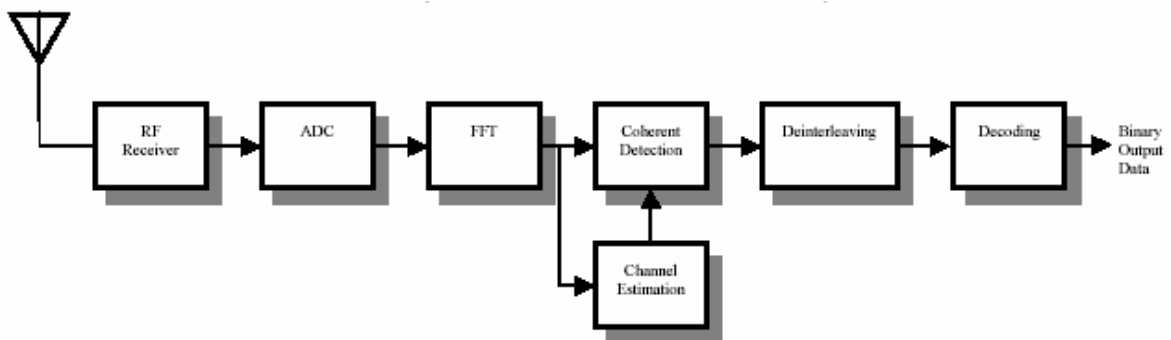 RF
Receiver
ADC
FFT
Coherent
Detection
Deinterleaving
Decoding
Binary
Output
Data
Channel
Estimation